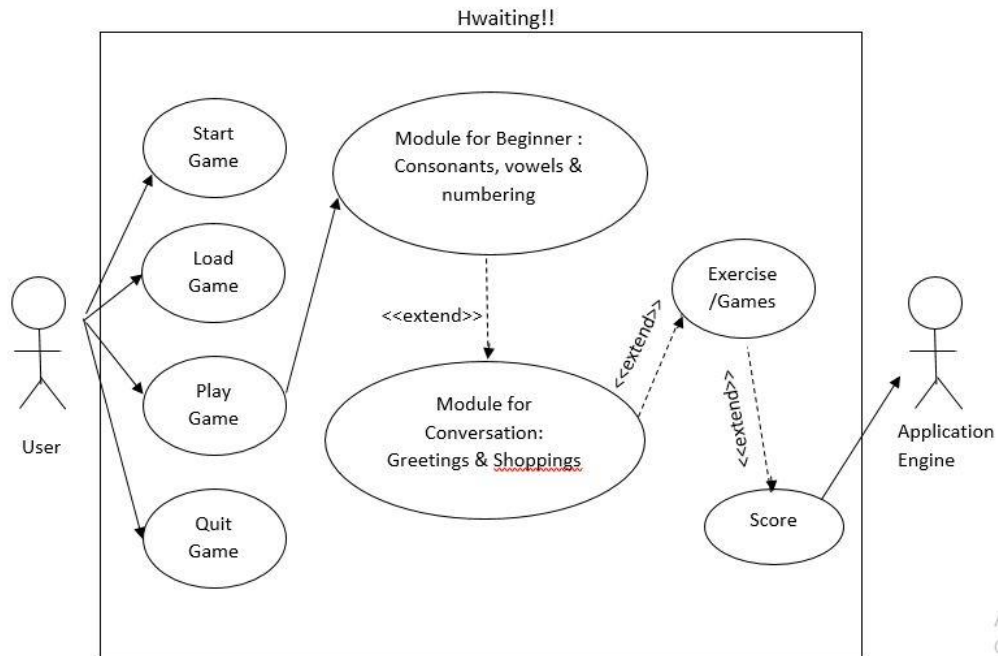 Hwaiting!!
Start
Game
Load
Game
Play
Game
Quit
Game
User
Module for Beginner :
Consonants, vowels &
numbering
<<extend>>
Module for
Conversation:
Greetings & Shoppings
<<extend>>
Exercise
/Games
<<extend>>
Score
Application
Engine